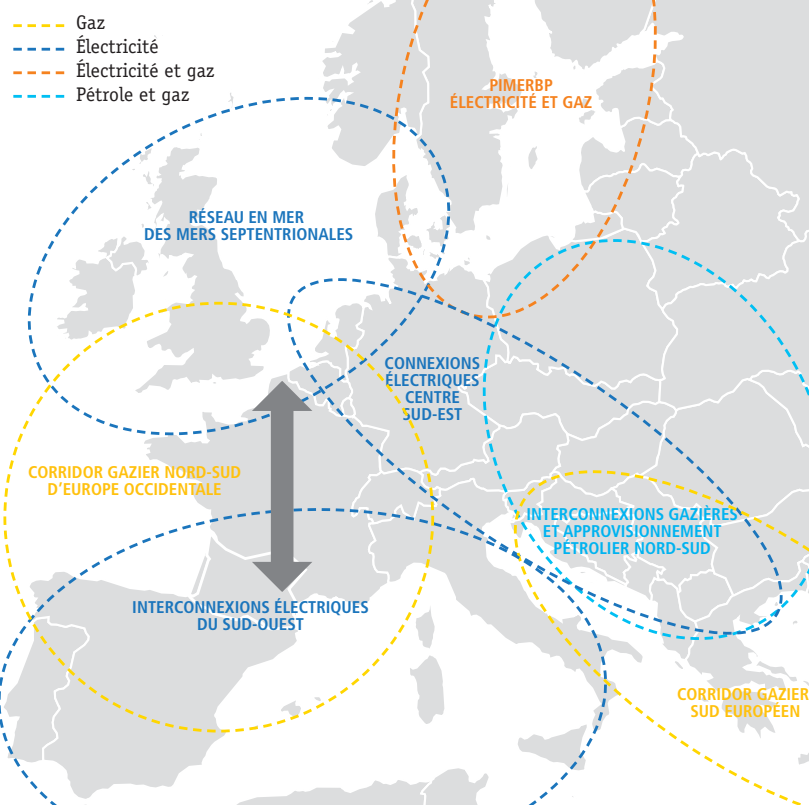 Gaz
Électricité
Électricité et gaz
Pétrole et gaz
PIMERBP
ÉLECTRICITÉ ET GAZ
RÉSEAU EN MER
DES MERS SEPTENTRIONALES
CONNEXIONS
ÉLECTRIQUES
CENTRE
SUD-EST
CORRIDOR GAZIER NORD-SUD
D'EUROPE OCCIDENTALE
INTERCONNEXIONS GAZIÈRES
ET APPROVISIONNEMENT
PÉTROLIER NORD-SUD
INTERCONNEXIONS ÉLECTRIQUES
DU SUD-OUEST
CORRIDOR GAZIER
SUD EUROPÉEN